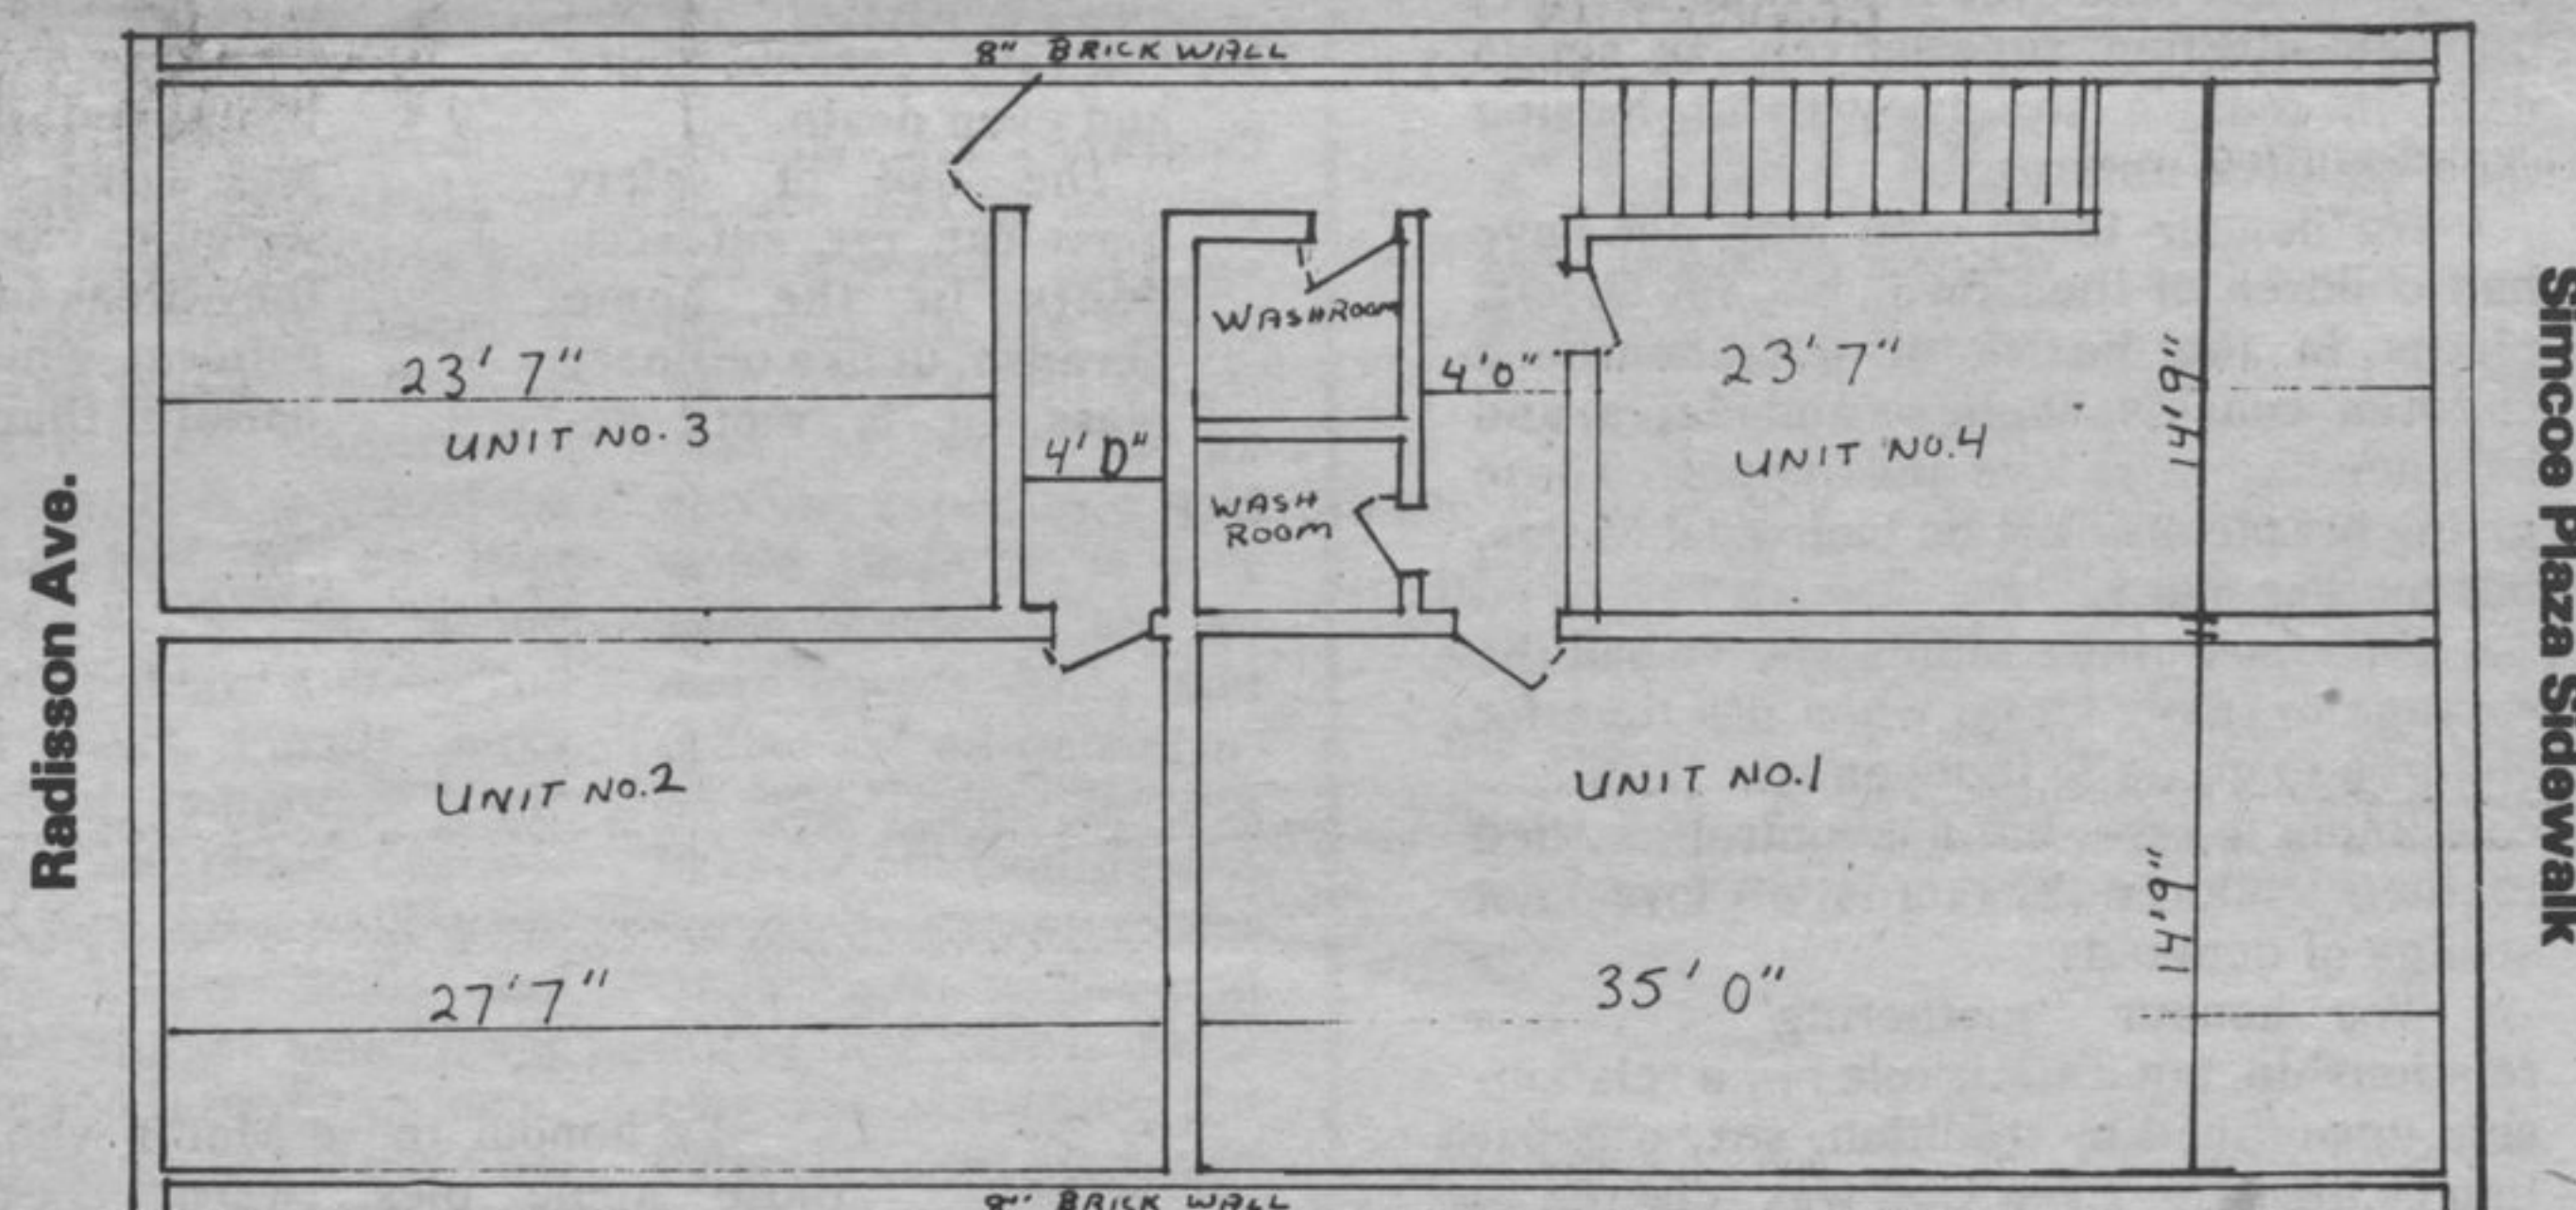 8" BRICK WALL
23' 7"
UNIT NO. 3
4' 0"
WASHROOM
WASH
ROOM
4' 0"
23' 7"
UNIT NO. 4
14' 6"
Radisson Ave.
Simcoe Plaza Sidewalk
UNIT NO. 2
27' 7"
UNIT NO. 1
35' 0"
14' 6"
8" BRICK WALL